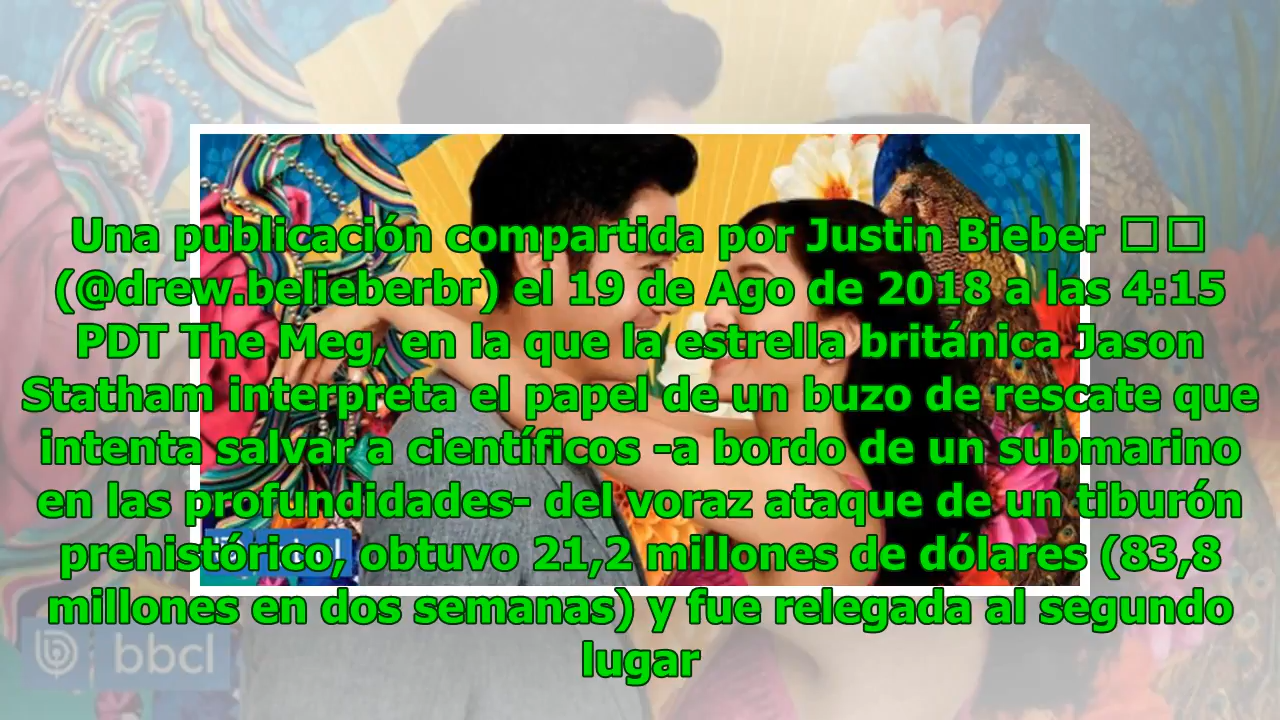 Una publicación compartida por Justin Bieber □□
(@drew.belieberbr) el 19 de Ago de 2018 a las 4:15
PDT The Meg, en la que la estrella británica Jason
Statham interpreta el papel de un buzo de rescate que
intenta salvar a científicos -a bordo de un submarino
en las profundidades- del voraz ataque de un tiburón
prehistórico, obtuvo 21,2 millones de dólares (83,8
millones en dos semanas) y fue relegada al segundo
lugar
bbcl